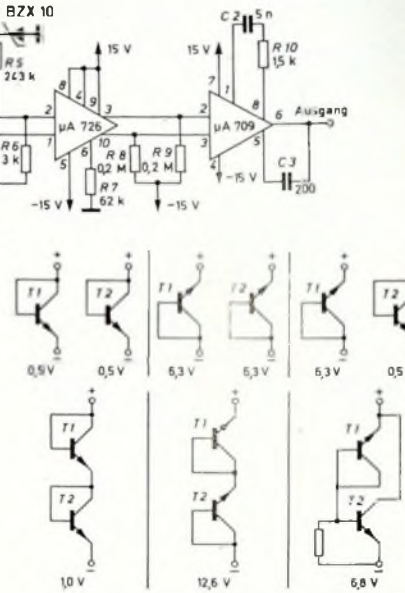 BZX 10
R5
243 k
15 V
15 V
C2
5 n
R10
1,5 k
8
4
9
3
2
1
µA 726
5
6
10
7
1
2
3
µA 709
8
6
5
4
Ausgang
R6
3 k
R8
0,2 M
R9
0,2 M
R7
62 k
C3
200
-15 V
-15 V
-15 V
T1
T2
T1
T2
T1
T2
0,5 V
0,5 V
6,3 V
6,3 V
6,3 V
0,5
T1
T2
T1
T2
T1
T2
1,0 V
12,6 V
6,8 V